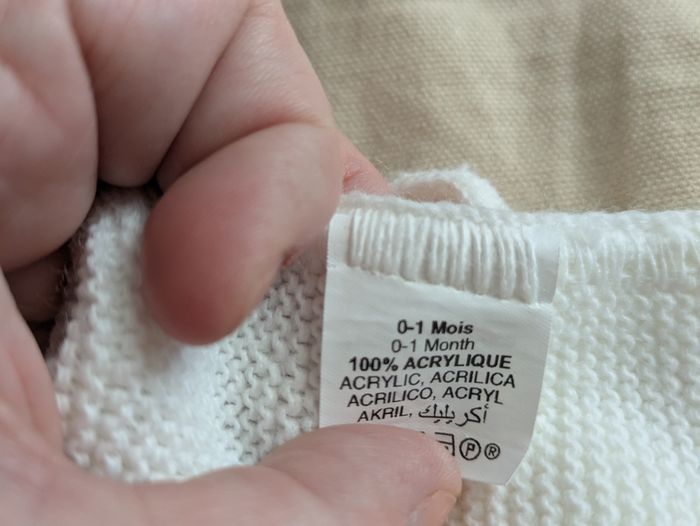 0-1 Mois
0-1 Month
100% ACRYLIQUE
ACRYLIC, ACRILICA
ACRILICO, ACRYL
AKRIL, أكريليك
Ⓟ ®